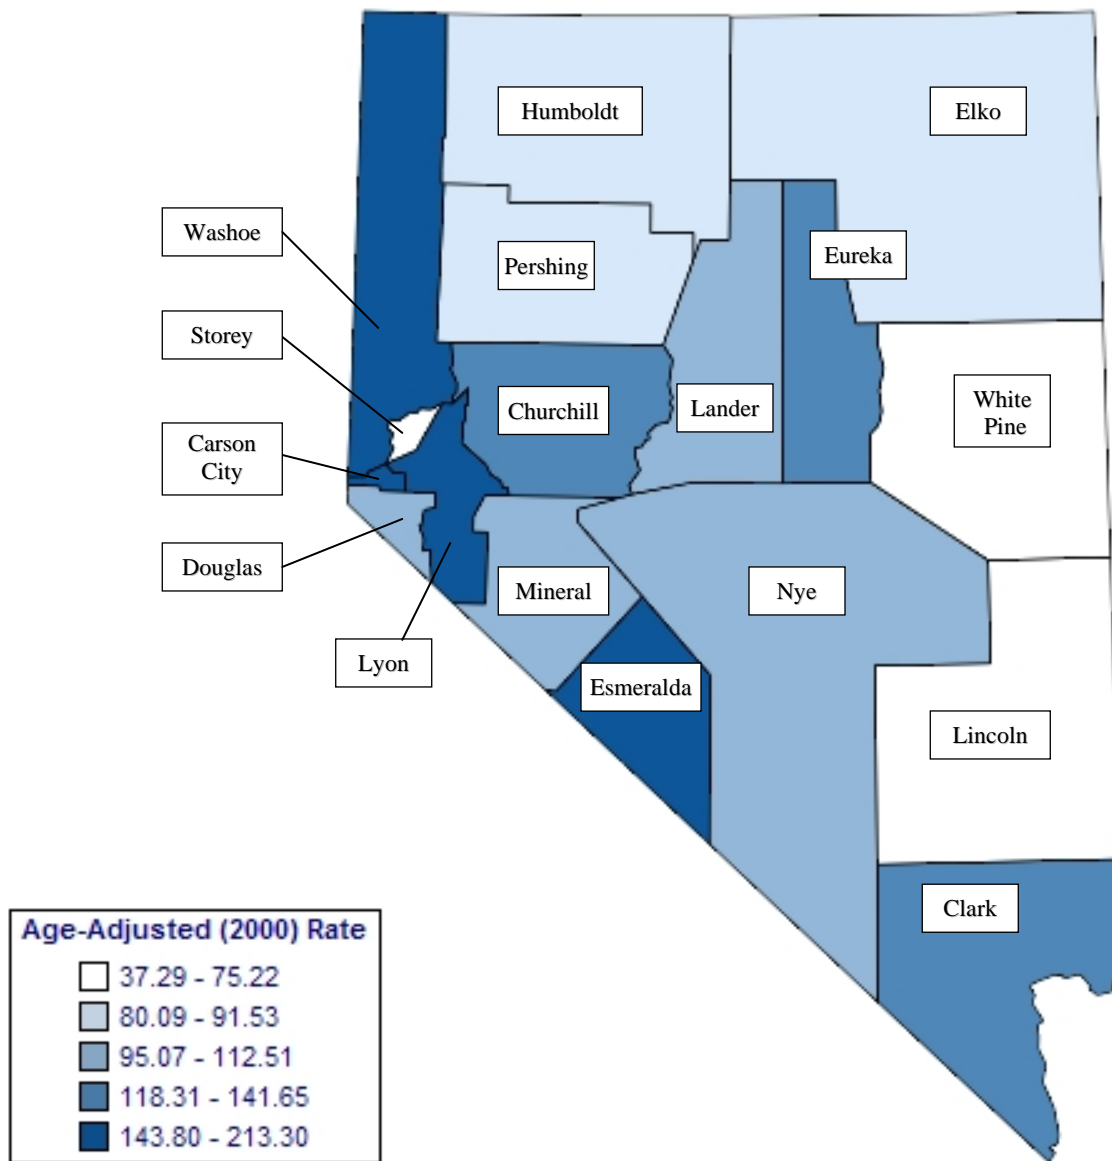 Humboldt
Elko
Washoe
Eureka
Pershing
Storey
Churchill
Lander
White
Pine
Carson
City
Douglas
Mineral
Nye
Lyon
Esmeralda
Lincoln
Clark
Age-Adjusted (2000) Rate
37.29 - 75.22
80.09 - 91.53
95.07 - 112.51
118.31 - 141.65
143.80 - 213.30